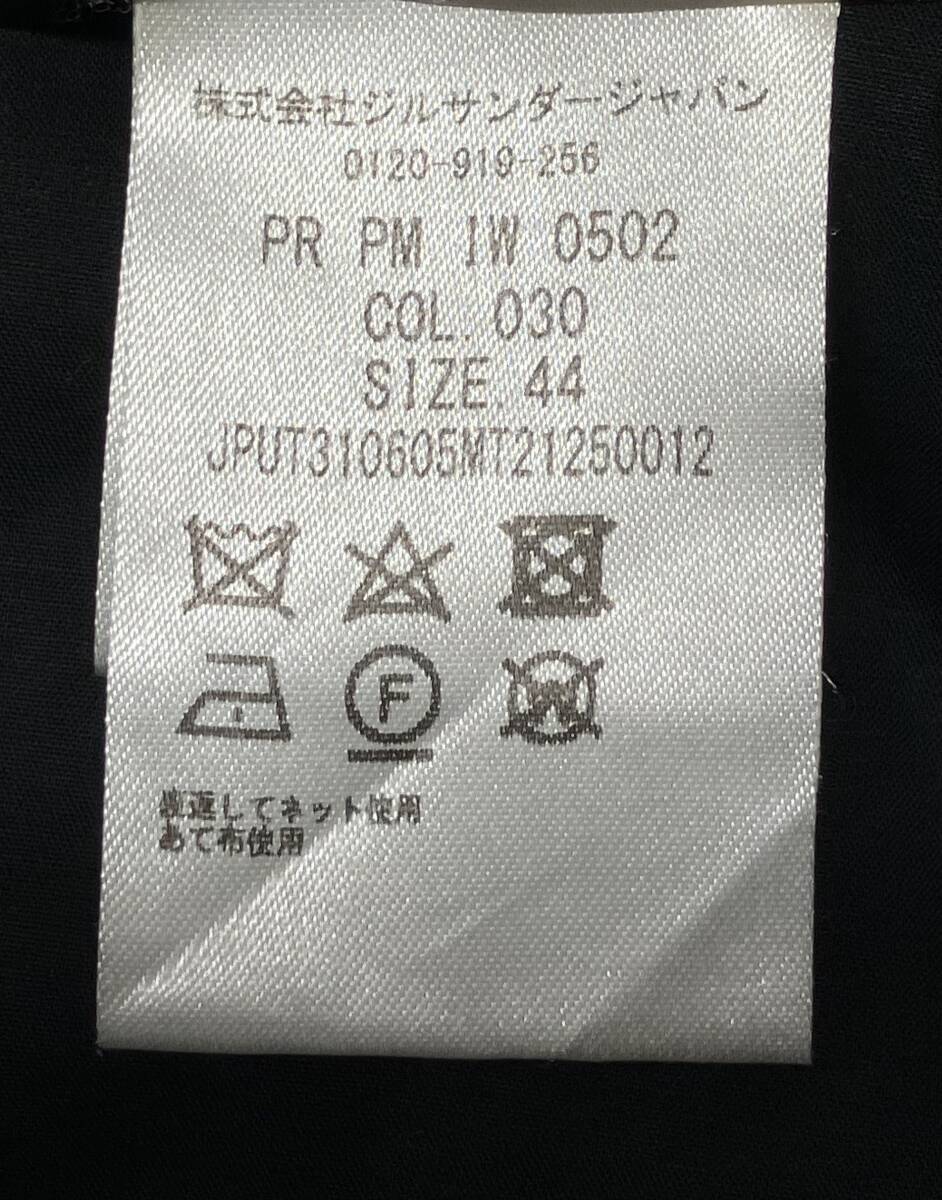 株式会社ジルサンダージャパン
0120-919-256
PR PM IW 0502
COL. 030
SIZE. 44
JPUT310605MT21250012
F
W
裏返してネット使用
あて布使用